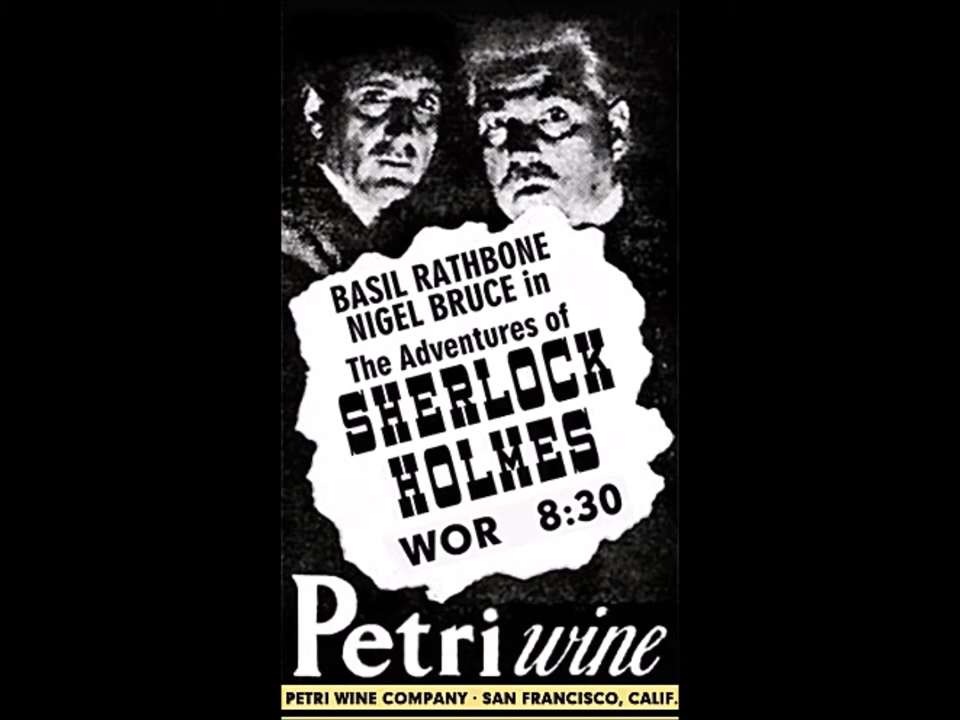 BASIL RATHBONE
NIGEL BRUCE in
The Adventures of
SHERLOCK
HOLMES
WOR 8:30
Petri wine
PETRI WINE COMPANY · SAN FRANCISCO, CALIF.